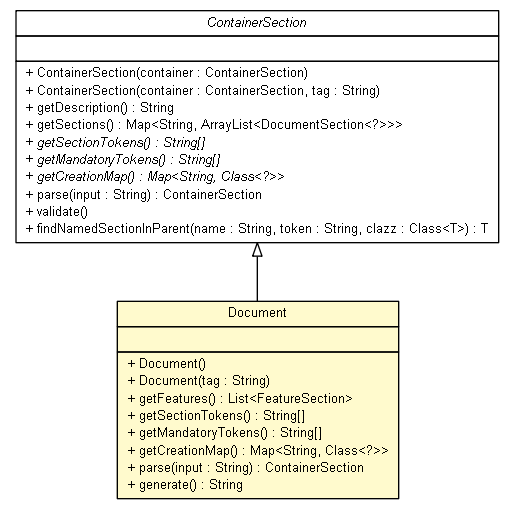 ContainerSection
+ ContainerSection(container : ContainerSection)
+ ContainerSection(container : ContainerSection, tag : String)
+ getDescription() : String
+ getSections() : Map<String, ArrayList<DocumentSection<?>>>
+ getSectionTokens() : String[]
+ getMandatoryTokens() : String[]
+ getCreationMap() : Map<String, Class<?>>
+ parse(input : String) : ContainerSection
+ validate()
+ findNamedSectionInParent(name : String, token : String, clazz : Class<T>) : T
Document
+ Document()
+ Document(tag : String)
+ getFeatures() : List<FeatureSection>
+ getSectionTokens() : String[]
+ getMandatoryTokens() : String[]
+ getCreationMap() : Map<String, Class<?>>
+ parse(input : String) : ContainerSection
+ generate() : String